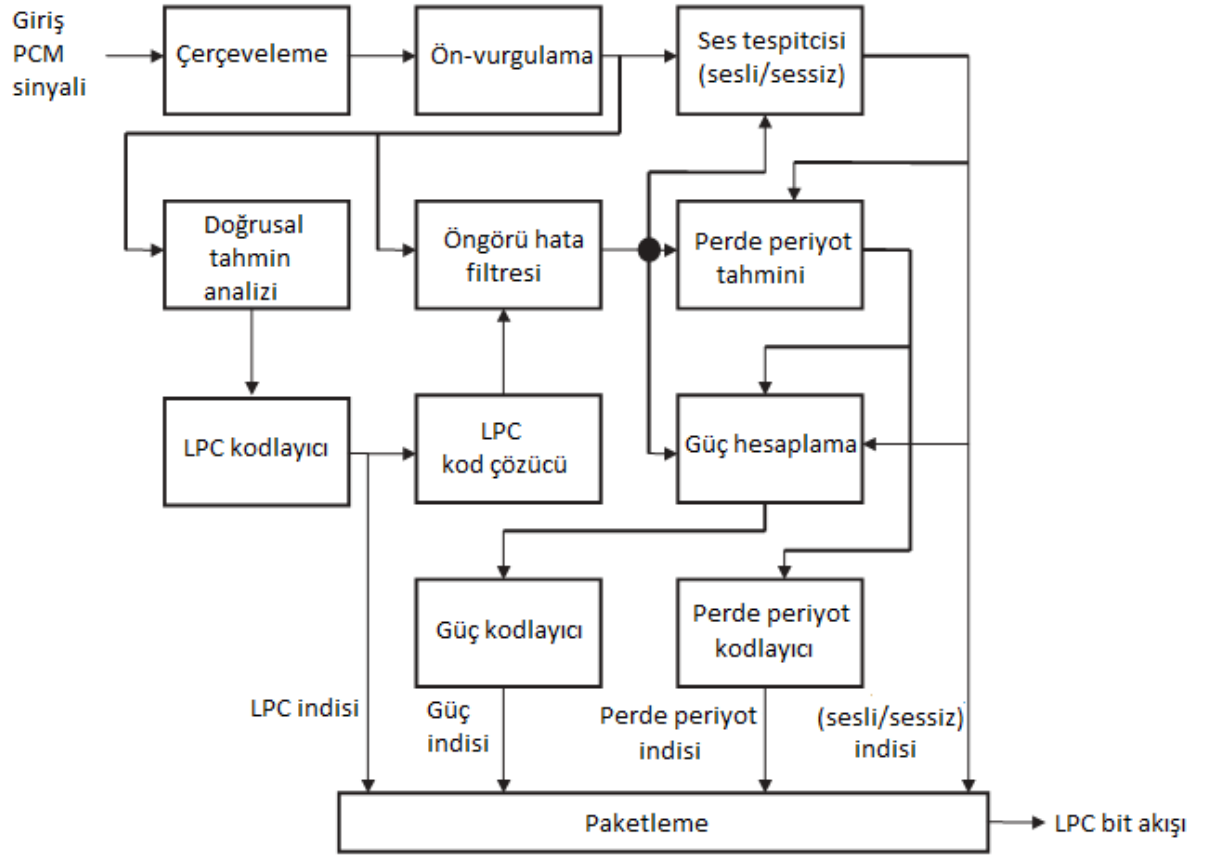 Giriş
PCM
sinyali
Çerçeveleme
Ön-vurgulama
Ses tespitcisi
(sesli/sessiz)
Doğrusal
tahmin
analizi
Öngörü hata
filtresi
Perde periyot
tahmini
LPC kodlayıcı
LPC
kod çözücü
Güç hesaplama
Güç kodlayıcı
Perde periyot
kodlayıcı
LPC indisi
Güç
indisi
Perde periyot
indisi
(sesli/sessiz)
indisi
Paketleme
LPC bit akışı